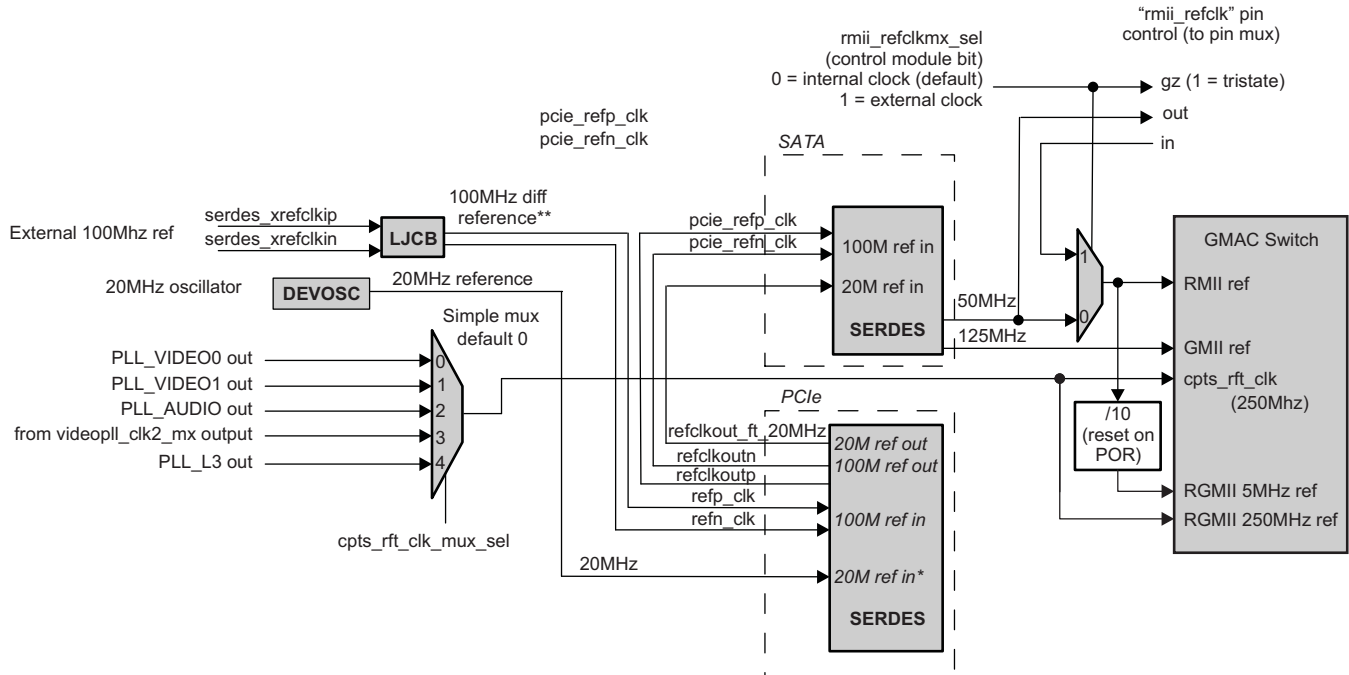 “rmii_refclk” pin
control (to pin mux)
rmii_refclkmx_sel
(control module bit)
0 = internal clock (default)
1 = external clock
gz (1 = tristate)
out
in
pcie_refp_clk
pcie_refn_clk
SATA
100MHz diff
reference**
serdes_xrefclkip
serdes_xrefclkin
External 100Mhz ref
LJCB
pcie_refp_clk
pcie_refn_clk
100M ref in
20M ref in
SERDES
50MHz
125MHz
1
0
GMAC Switch
RMII ref
GMII ref
cpts_rft_clk
(250Mhz)
/10
(reset on
POR)
RGMII 5MHz ref
RGMII 250MHz ref
20MHz oscillator
DEVOSC
20MHz reference
Simple mux
default 0
PLL_VIDEO0 out
PLL_VIDEO1 out
PLL_AUDIO out
from videopll_clk2_mx output
PLL_L3 out
0
1
2
3
4
cpts_rft_clk_mux_sel
PCIe
refclkout_ft_20MHz
refclkoutn
refclkoutp
refp_clk
refn_clk
20MHz
20M ref out
100M ref out
100M ref in
20M ref in*
SERDES